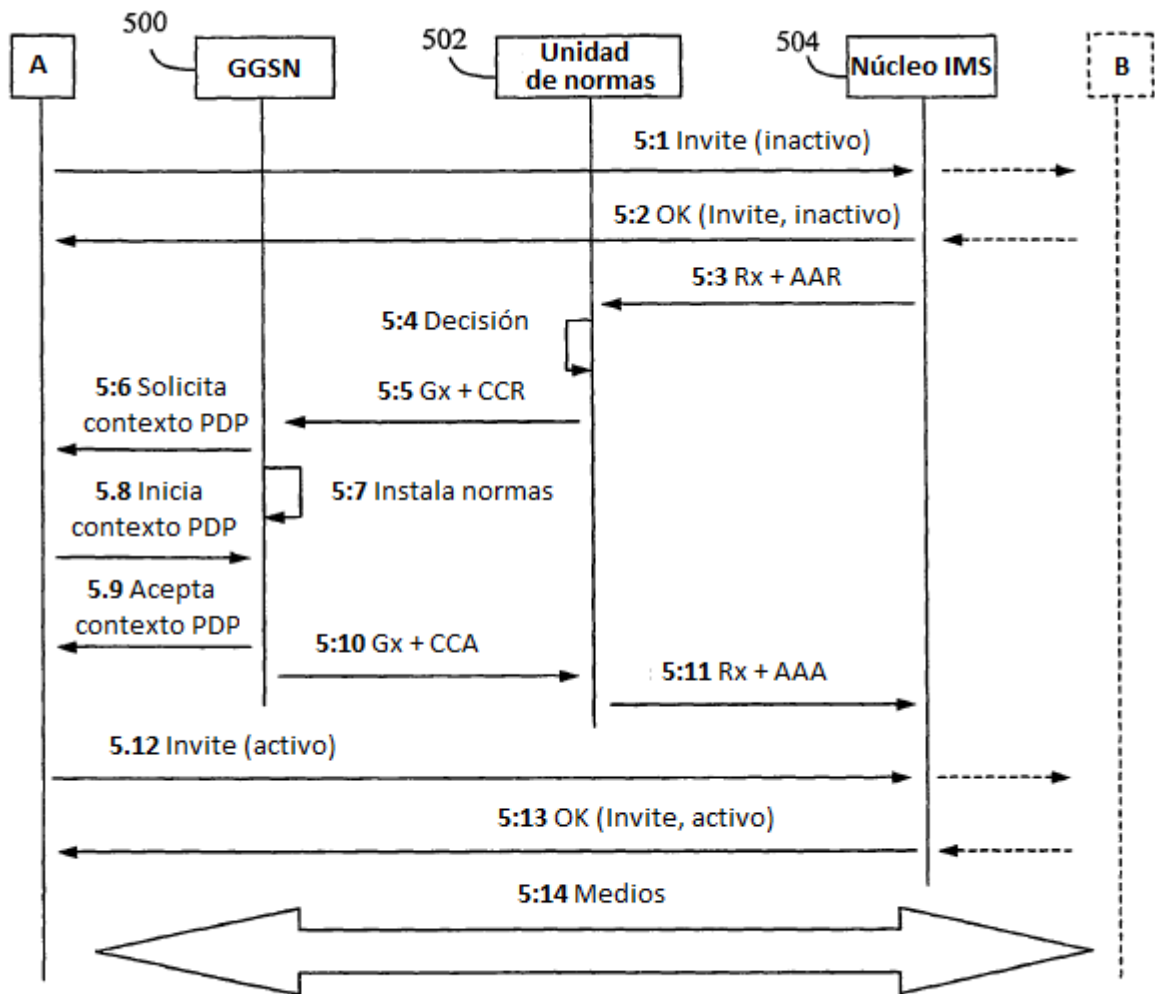 500
502
504
A
GGSN
Unidad
de normas
Núcleo IMS
B
5:1 Invite (inactivo)
5:2 OK (Invite, inactivo)
5:3 Rx + AAR
5:4 Decisión
5:5 Gx + CCR
5:6 Solicita
contexto PDP
5:7 Instala normas
5.8 Inicia
contexto PDP
5.9 Acepta
contexto PDP
5:10 Gx + CCA
5:11 Rx + AAA
5.12 Invite (activo)
5:13 OK (Invite, activo)
5:14 Medios